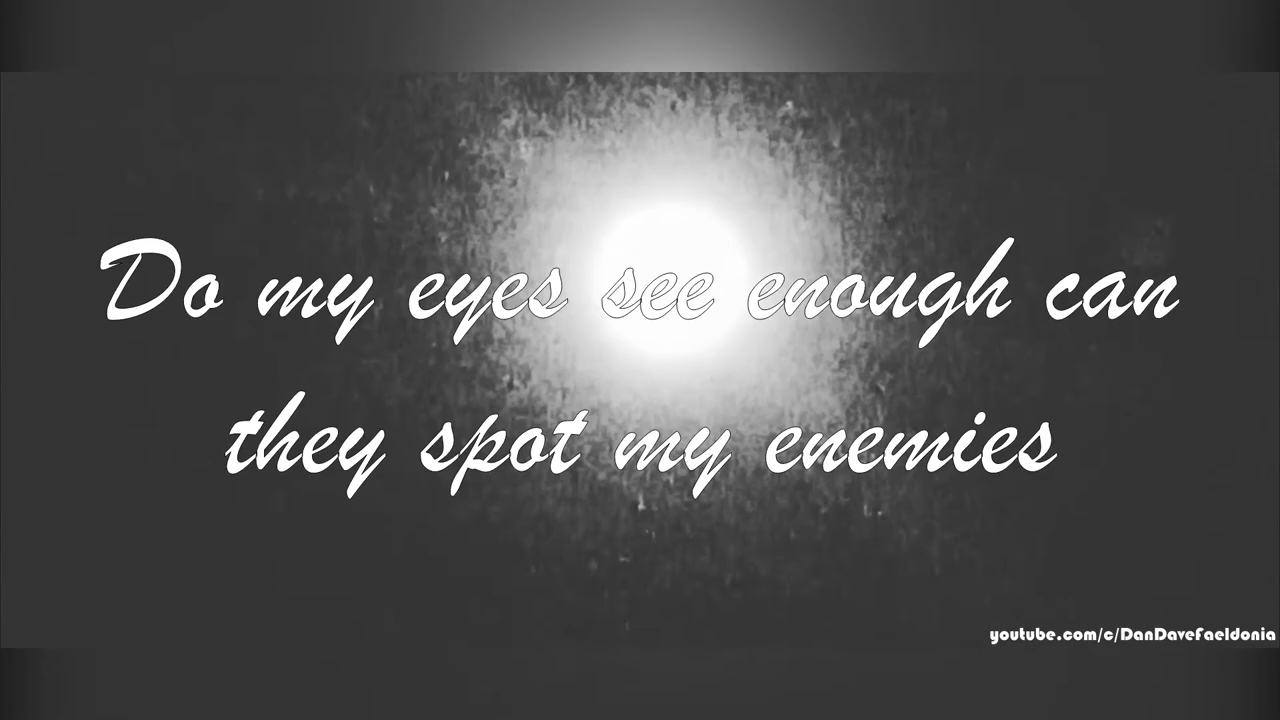 Do my eyes see enough can
they spot my enemies
youtube.com/c/DanDaveFaeldonia